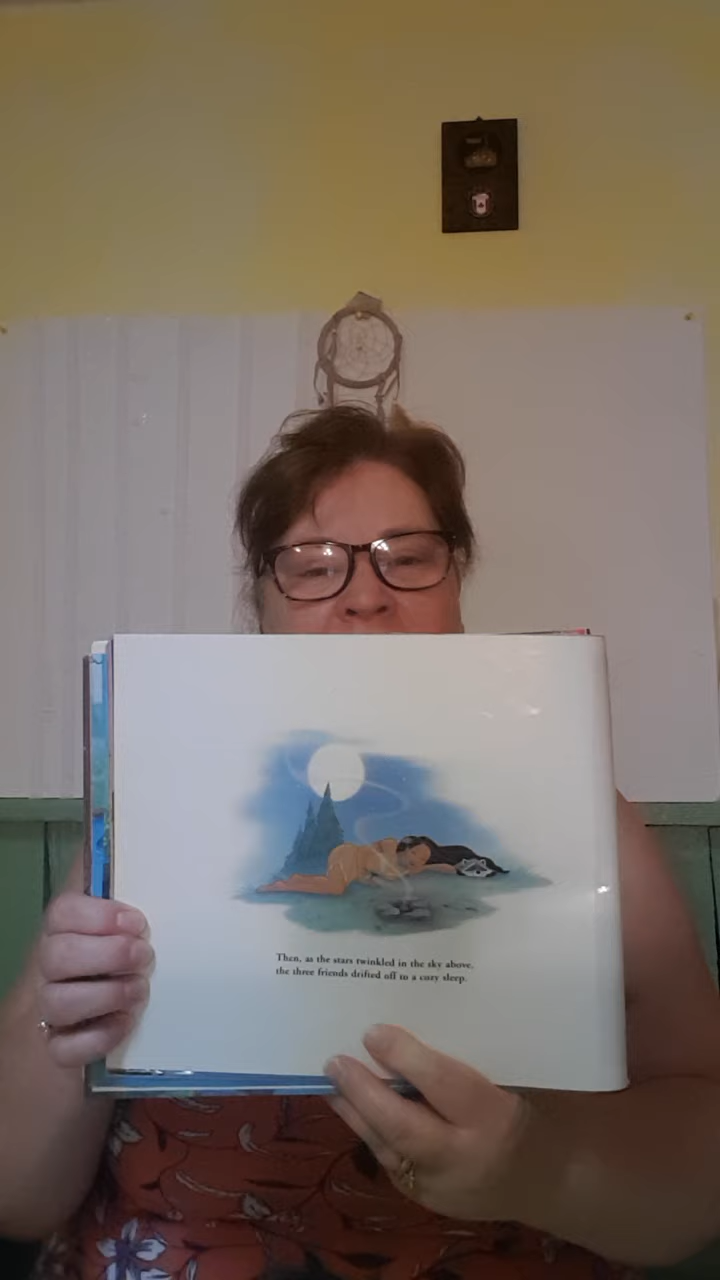 Then, as the stars twinkled in the sky above,
the three friends drifted off to a cozy sleep.